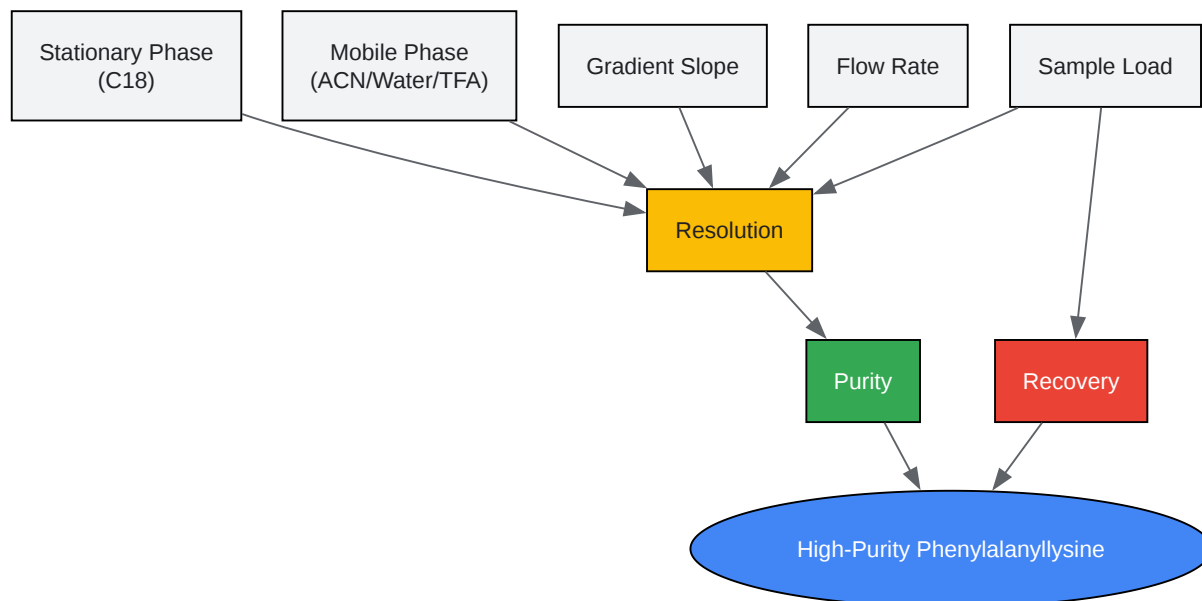 Stationary Phase
(C18)
Mobile Phase
(ACN/Water/TFA)
Gradient Slope
Flow Rate
Sample Load
Resolution
Purity
Recovery
High-Purity Phenylalanyllysine